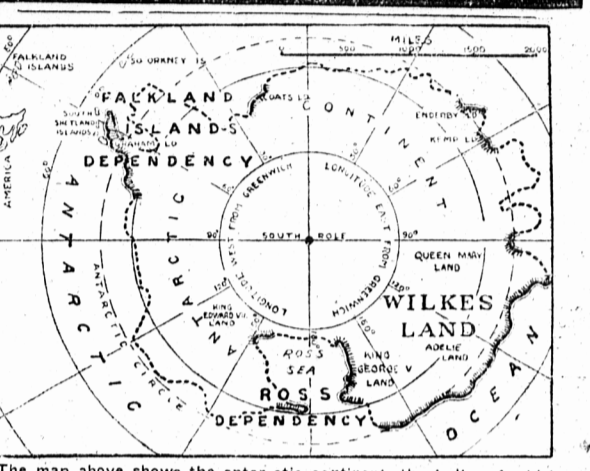 MILES
0 500 1000 1500 2000
FALKLAND
ISLANDS
SO ORKNEY IS
FALKLAND
ISLANDS
DEPENDENCY
SOUTH
SHETLAND
ISLANDS
GRAHAM LD
COATS LD
CONTINENT
ENDERBY LD
KEMP LD
AMERICA
ANTARCTIC
ANTARCTIC
ANTARCTIC CIRCLE
LONGITUDE WEST FROM GREENWICH
LONGITUDE EAST FROM GREENWICH
SOUTH POLE
90°
QUEEN MARY
LAND
WILKES
LAND
ADELIE
LAND
KING
EDWARD VII
LAND
ROSS
SEA
KING
GEORGE V
LAND
ROSS
DEPENDENCY
OCEAN
The map above shows the